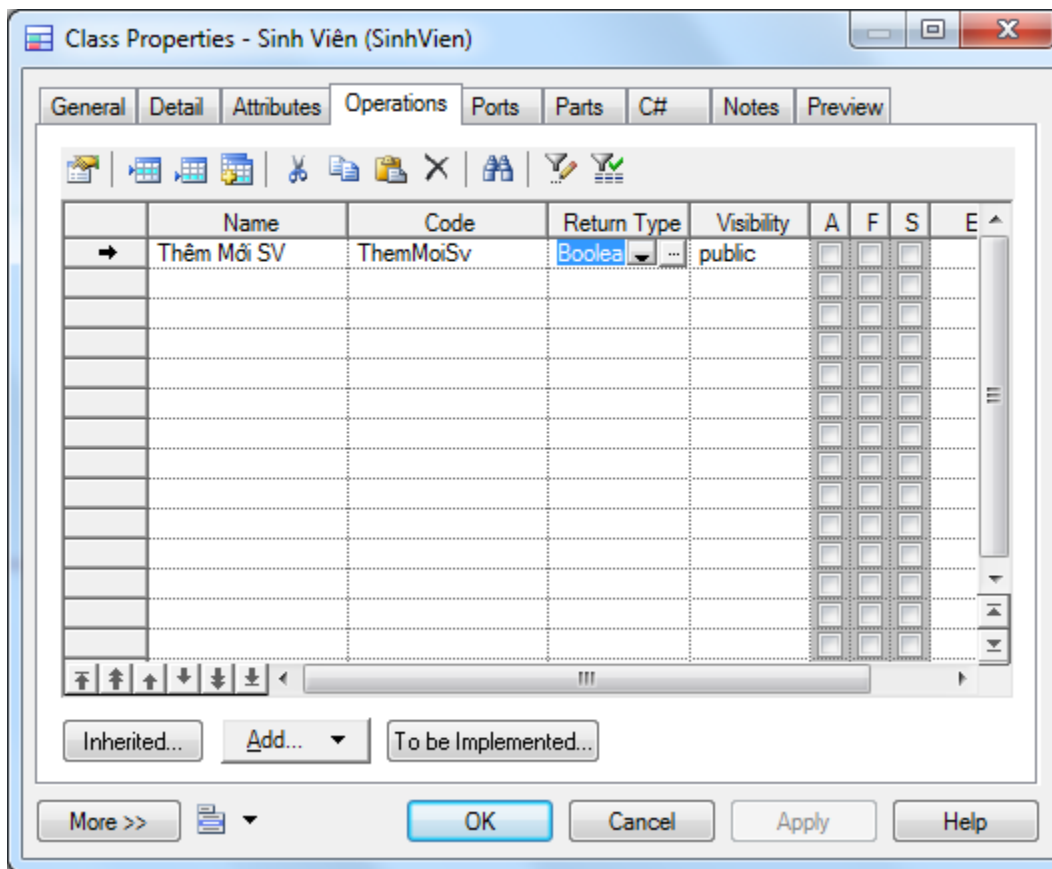 Class Properties - Sinh Viên (SinhVien)
General Detail Attributes Operations Ports Parts C# Notes Preview
Name Code Return Type Visibility A F S E
Thêm Mới SV ThemMoiSv Boolea ... public
Inherited... Add... To be Implemented...
More >> OK Cancel Apply Help